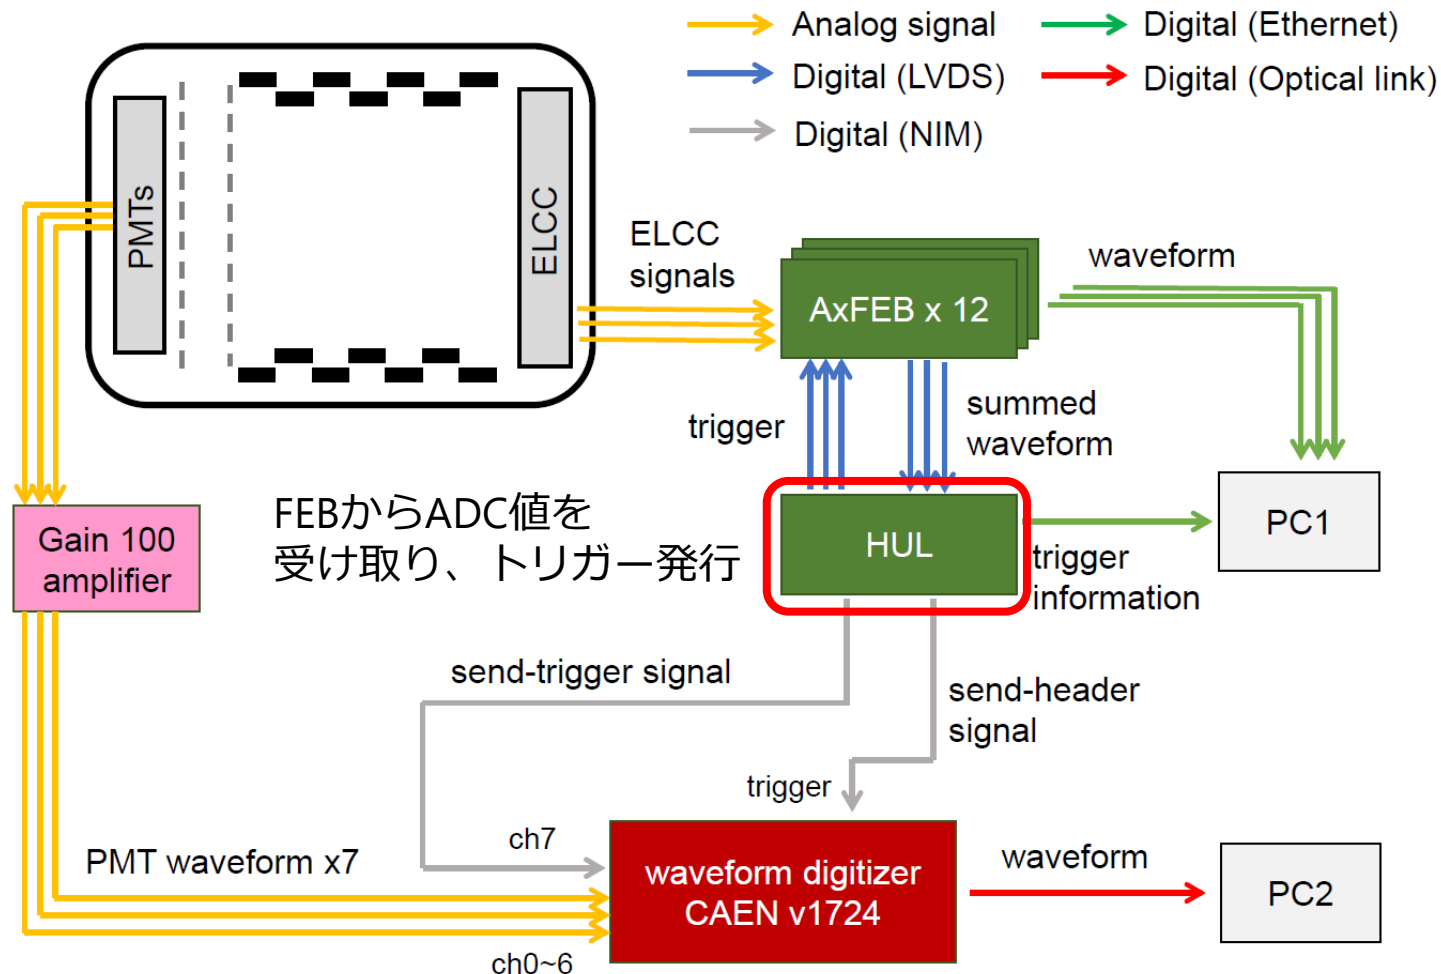 Analog signal
Digital (Ethernet)
Digital (LVDS)
Digital (Optical link)
Digital (NIM)
PMTs
ELCC
ELCC
signals
AxFEB x 12
waveform
trigger
summed
waveform
FEBからADC値を
受け取り、トリガー発行
Gain 100
amplifier
HUL
PC1
trigger
information
send-trigger signal
send-header
signal
trigger
ch7
PMT waveform x7
waveform digitizer
CAEN v1724
waveform
PC2
ch0~6